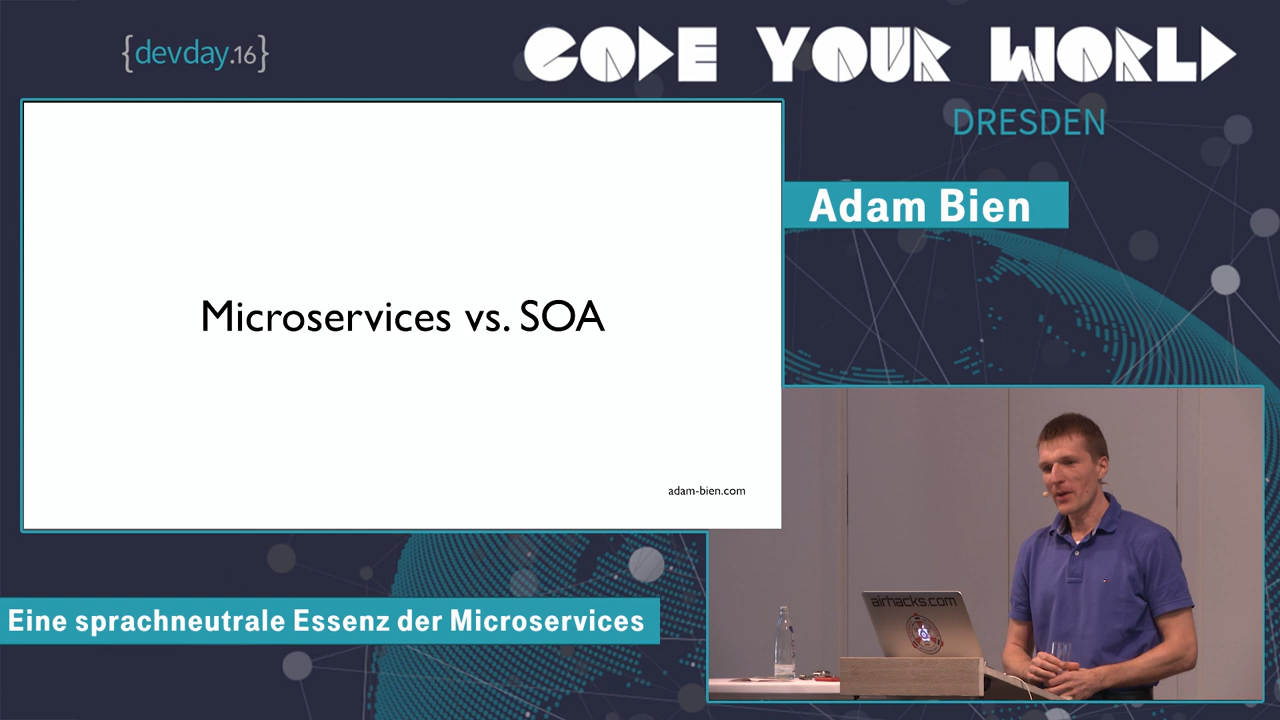 {devday.16}
CODE YOUR WORLD
DRESDEN
Adam Bien
Microservices vs. SOA
adam-bien.com
airhacks.com
Eine sprachneutrale Essenz der Microservices